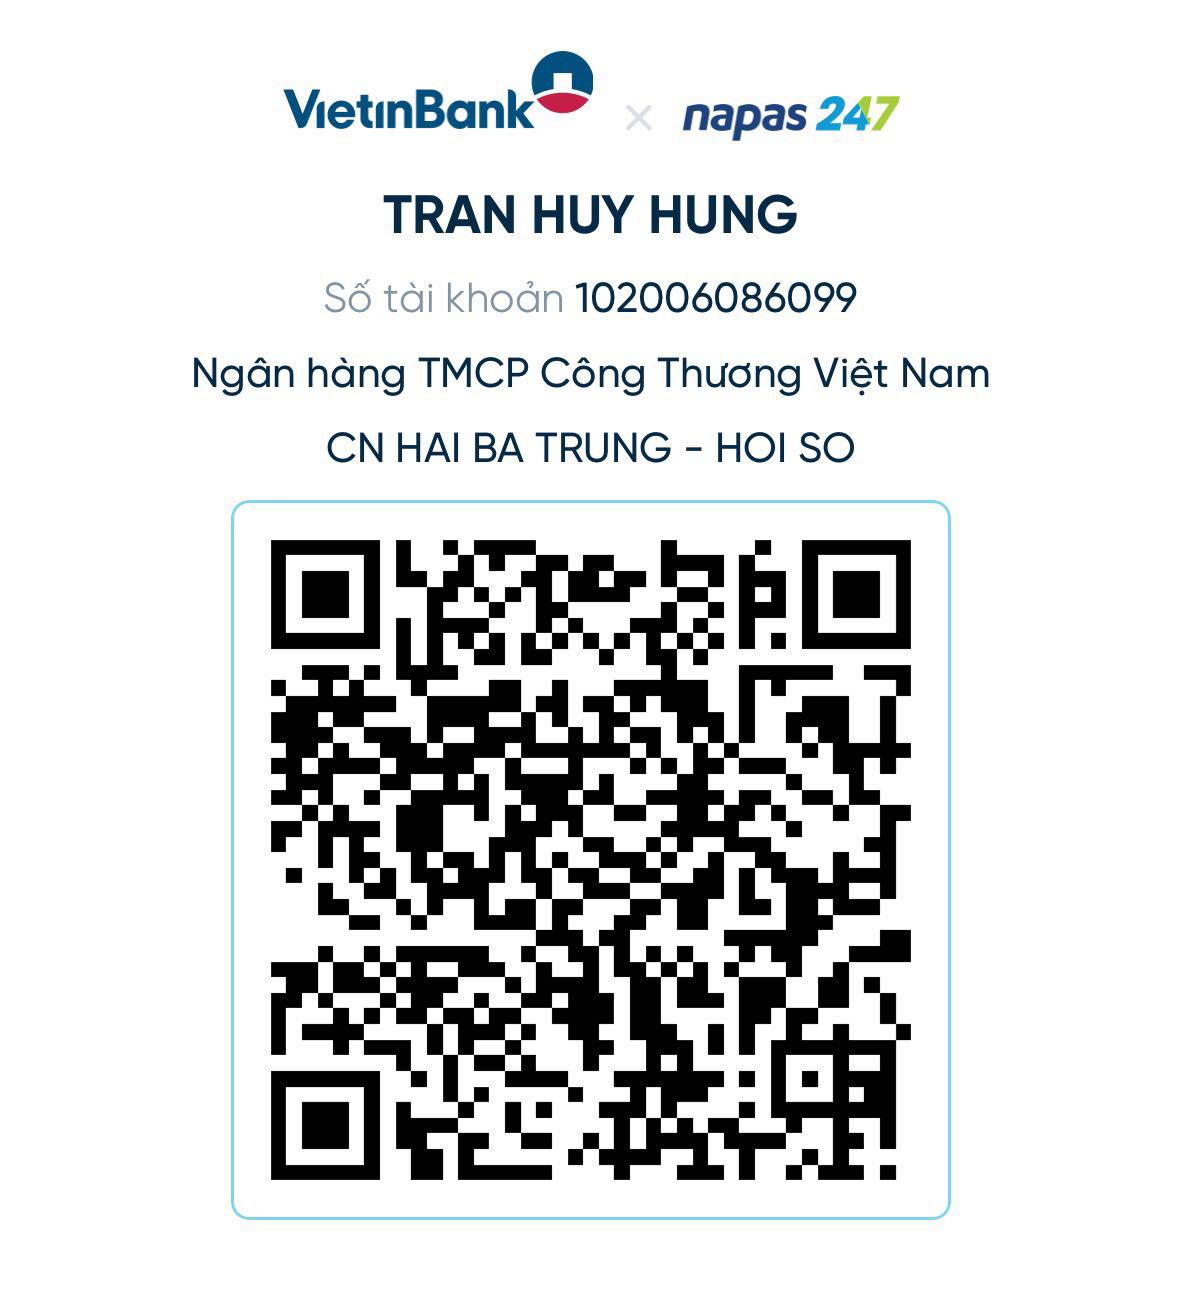 VietinBank × napas 247
TRAN HUY HUNG
Số tài khoản 102006086099
Ngân hàng TMCP Công Thương Việt Nam
CN HAI BA TRUNG - HOI SO